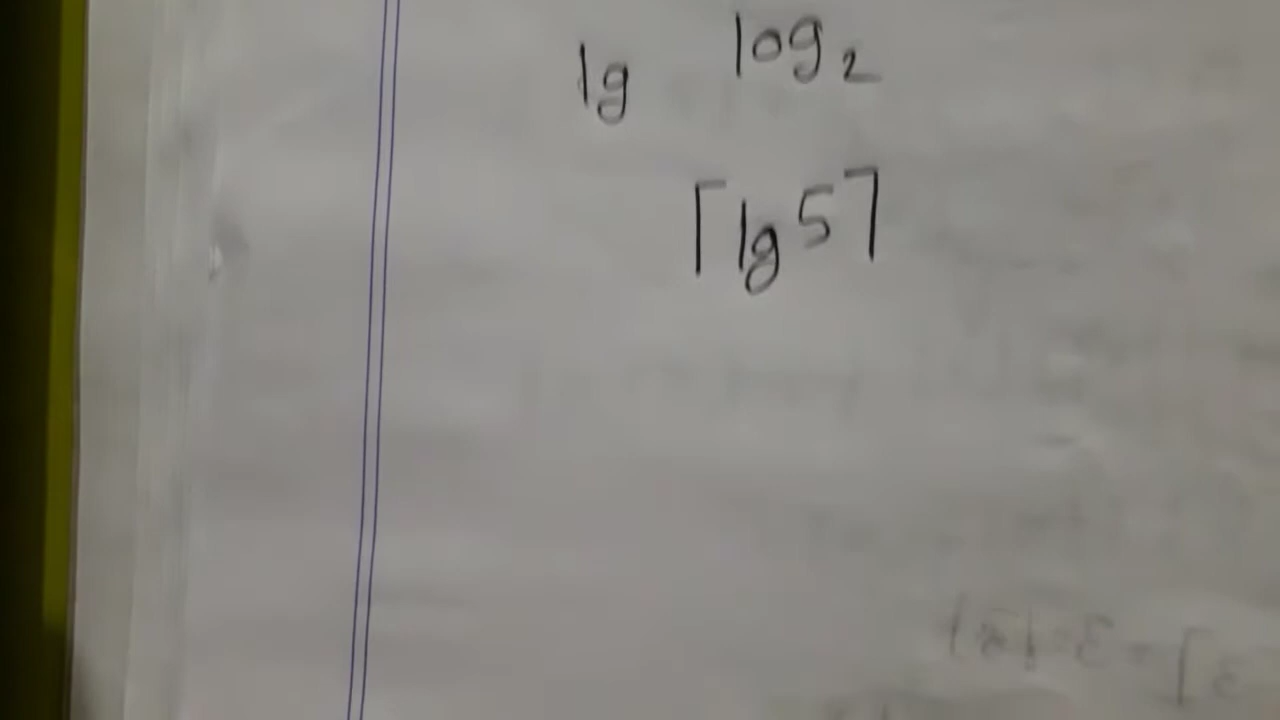 lg log₂
⌈lg 5⌉